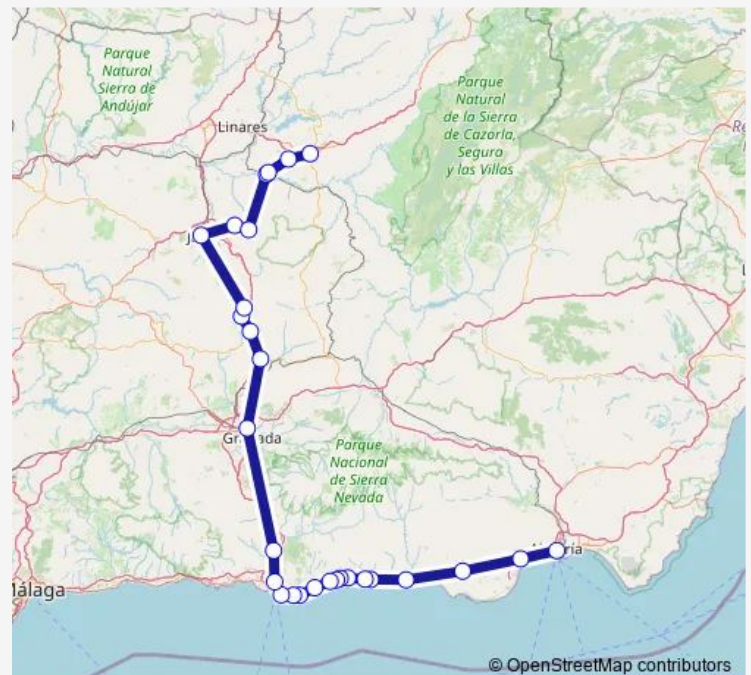 Parque
Natural
Sierra de
Andújar
Linares
Parque
Natural
de la Sierra
de Cazorla,
Segura
y las Villas
Parque
Nacional
de Sierra
Nevada
Málaga
© OpenStreetMap contributors